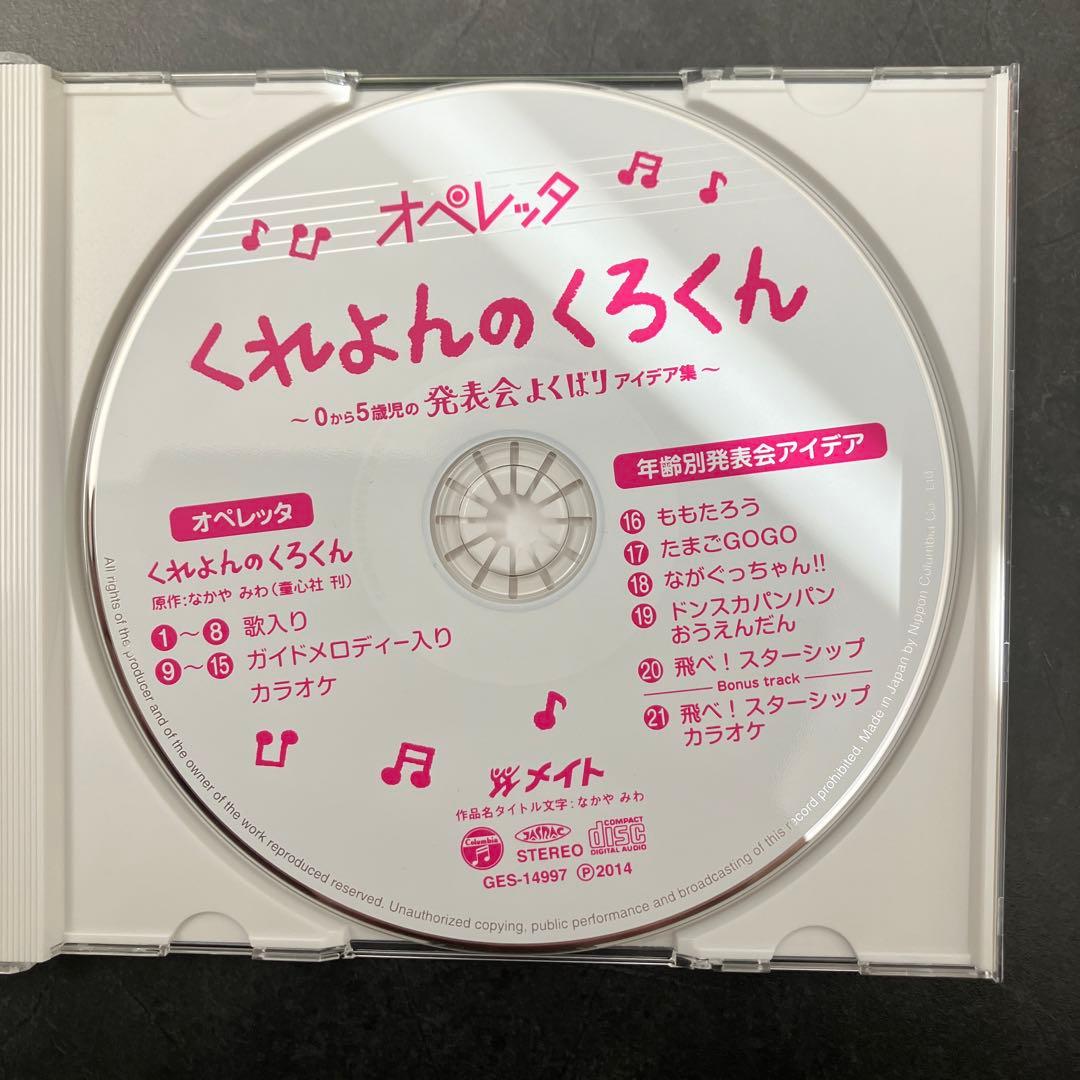 オペレッタ
くれよんのくろくん
～0から5歳児の 発表会よくばりアイデア集～
オペレッタ
くれよんのくろくん
原作：なかや みわ（童心社 刊）
1～8 歌入り
9～15 ガイドメロディー入り
カラオケ
年齢別発表会アイデア
16 ももたろう
17 たまごGOGO
18 ながぐっちゃん!!
19 ドンスカパンパン
おうえんだん
20 飛べ！スターシップ
Bonus track
21 飛べ！スターシップ
カラオケ
メイト
作品名タイトル文字：なかや みわ
Columbia
JASRAC
STEREO
COMPACT
disc
DIGITAL AUDIO
GES-14997 Ⓟ2014
All rights of the producer and of the owner of the work reproduced reserved. Unauthorized copying, public performance and broadcasting of this record prohibited. Made in Japan by Nippon Columbia Co., Ltd.